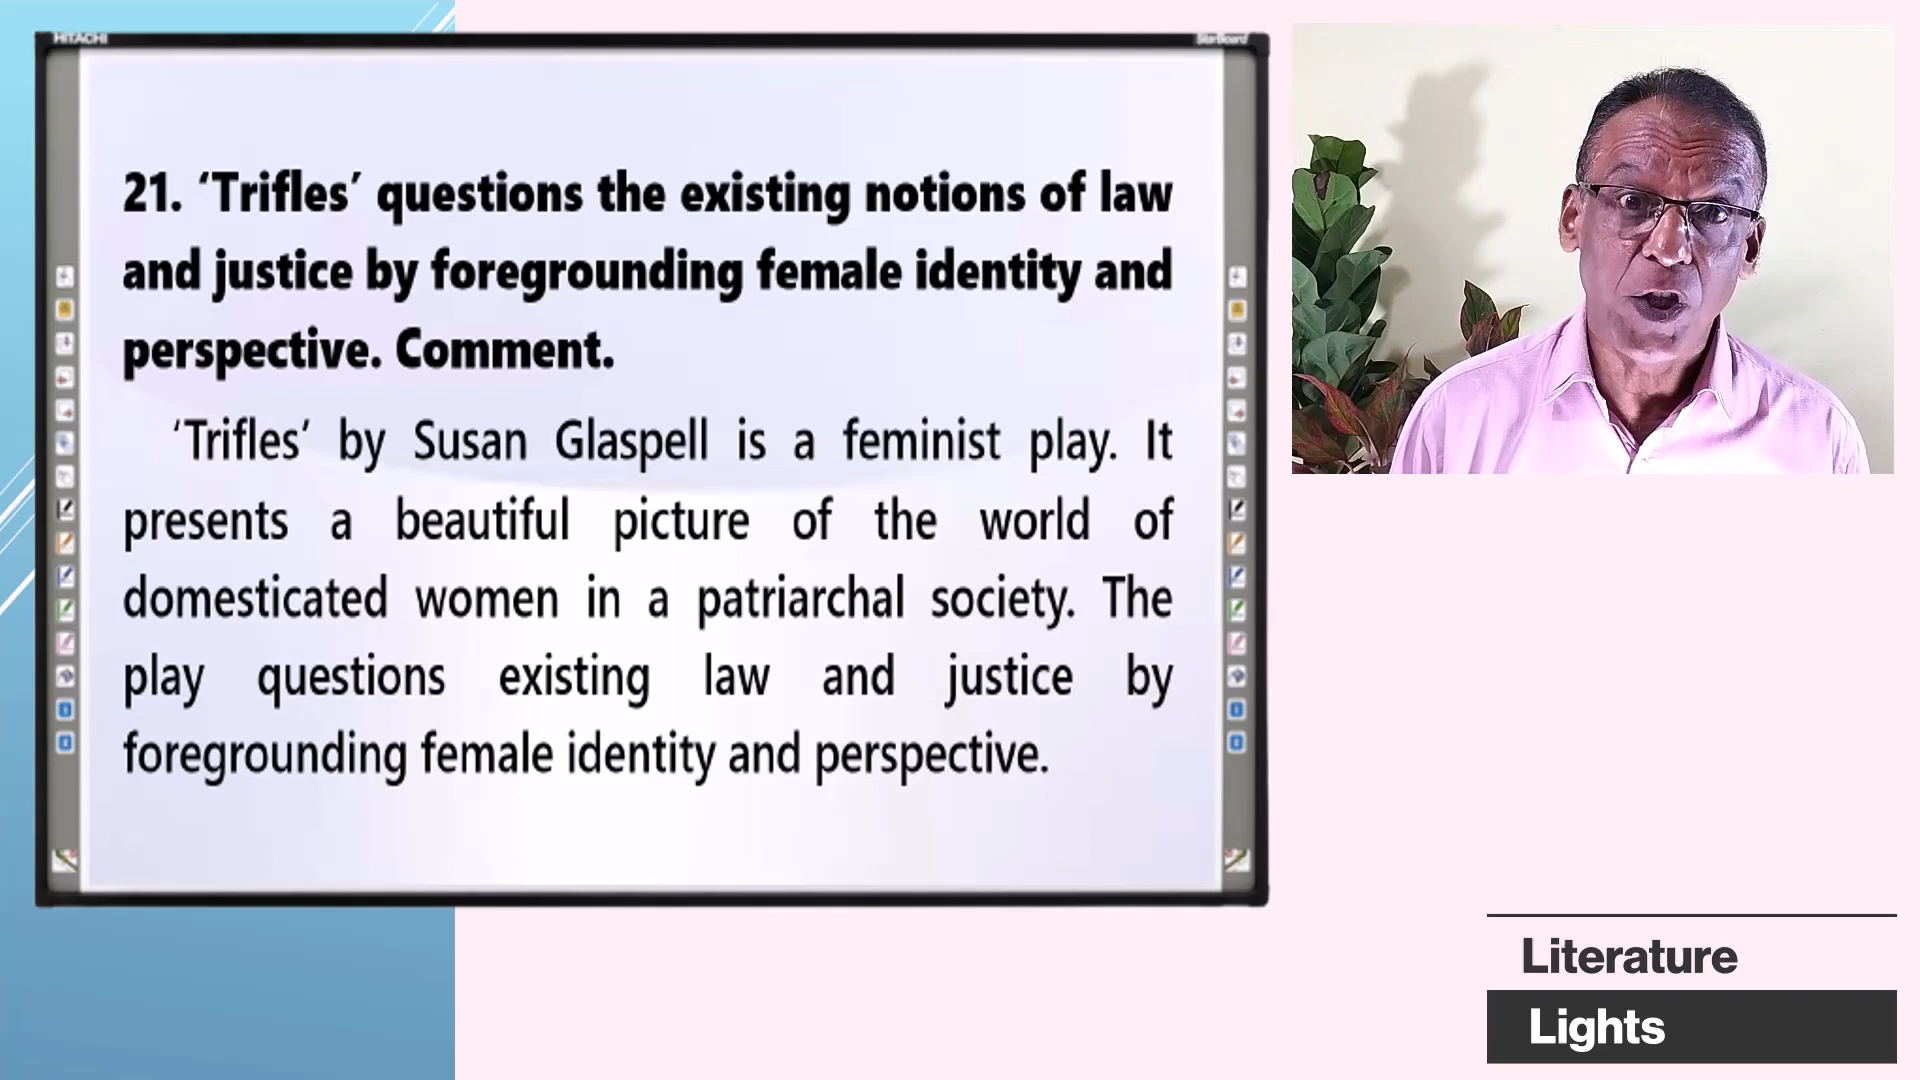 HITACHI
StarBoard
21. ‘Trifles’ questions the existing notions of law
and justice by foregrounding female identity and
perspective. Comment.
‘Trifles’ by Susan Glaspell is a feminist play. It
presents a beautiful picture of the world of
domesticated women in a patriarchal society. The
play questions existing law and justice by
foregrounding female identity and perspective.
Literature
Lights